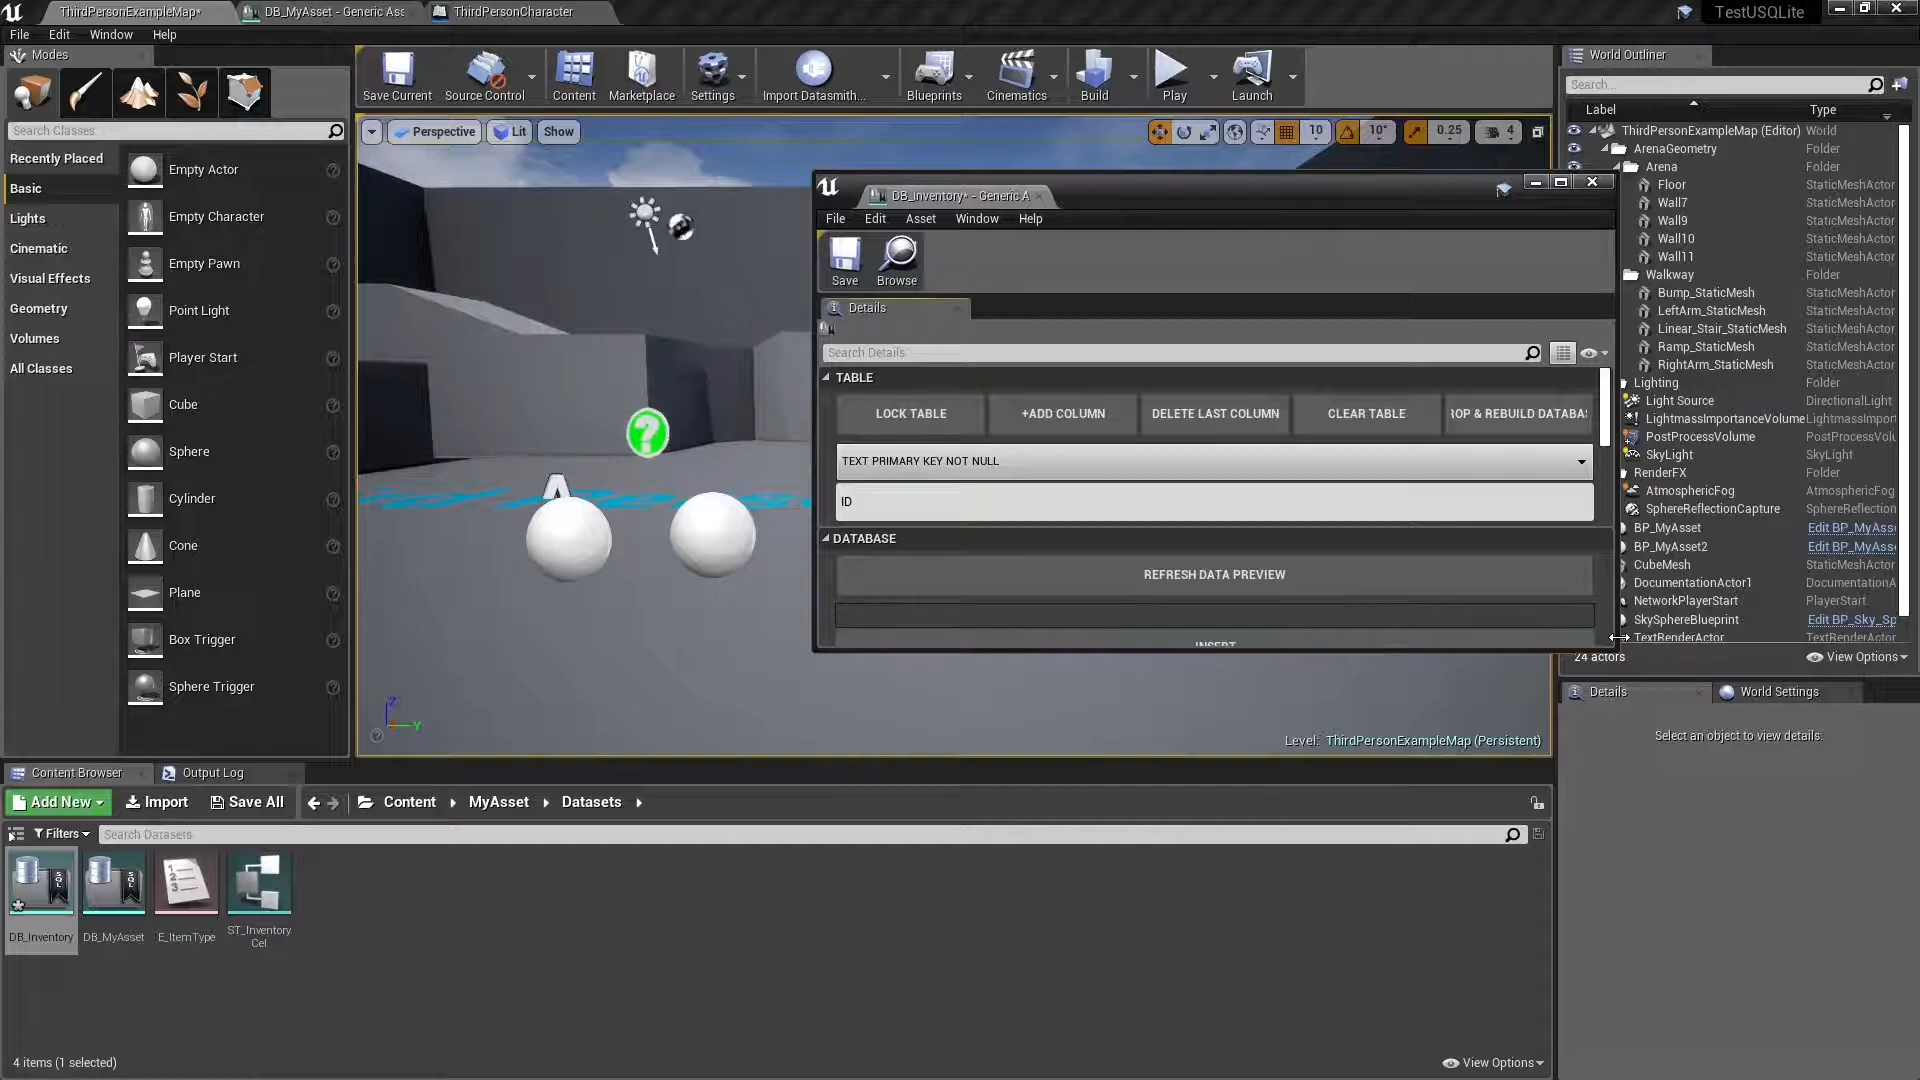 ThirdPersonExampleMap*
DB_MyAsset - Generic Ass
ThirdPersonCharacter
TestUSQLite
File Edit Window Help
Modes
Search Classes
Recently Placed
Basic
Lights
Cinematic
Visual Effects
Geometry
Volumes
All Classes
Empty Actor
Empty Character
Empty Pawn
Point Light
Player Start
Cube
Sphere
Cylinder
Cone
Plane
Box Trigger
Sphere Trigger
Save Current
Source Control
Content
Marketplace
Settings
Import Datasmith...
Blueprints
Cinematics
Build
Play
Launch
Perspective
Lit
Show
10
10°
0.25
4
DB_Inventory* - Generic A
File Edit Asset Window Help
Save
Browse
Details
Search Details
TABLE
LOCK TABLE
+ADD COLUMN
DELETE LAST COLUMN
CLEAR TABLE
ROP & REBUILD DATABA
TEXT PRIMARY KEY NOT NULL
ID
DATABASE
REFRESH DATA PREVIEW
INSERT
Z
Y
Level: ThirdPersonExampleMap (Persistent)
World Outliner
Search...
Label Type
ThirdPersonExampleMap (Editor) World
ArenaGeometry Folder
Arena Folder
Floor StaticMeshActor
Wall7 StaticMeshActor
Wall9 StaticMeshActor
Wall10 StaticMeshActor
Wall11 StaticMeshActor
Walkway Folder
Bump_StaticMesh StaticMeshActor
LeftArm_StaticMesh StaticMeshActor
Linear_Stair_StaticMesh StaticMeshActor
Ramp_StaticMesh StaticMeshActor
RightArm_StaticMesh StaticMeshActor
Lighting Folder
Light Source DirectionalLight
LightmassImportanceVolume LightmassImpor
PostProcessVolume PostProcessVolu
SkyLight SkyLight
RenderFX Folder
AtmosphericFog AtmosphericFog
SphereReflectionCapture SphereReflection
BP_MyAsset Edit BP_MyAsse
BP_MyAsset2 Edit BP_MyAsse
CubeMesh StaticMeshActor
DocumentationActor1 DocumentationA
NetworkPlayerStart PlayerStart
SkySphereBlueprint Edit BP_Sky_Sp
TextRenderActor TextRenderActor
24 actors
View Options
Details
World Settings
Select an object to view details.
Content Browser
Output Log
Add New
Import
Save All
Content
MyAsset
Datasets
Filters
Search Datasets
DB_Inventory
DB_MyAsset
E_ItemType
ST_Inventory
Cel
4 items (1 selected)
View Options